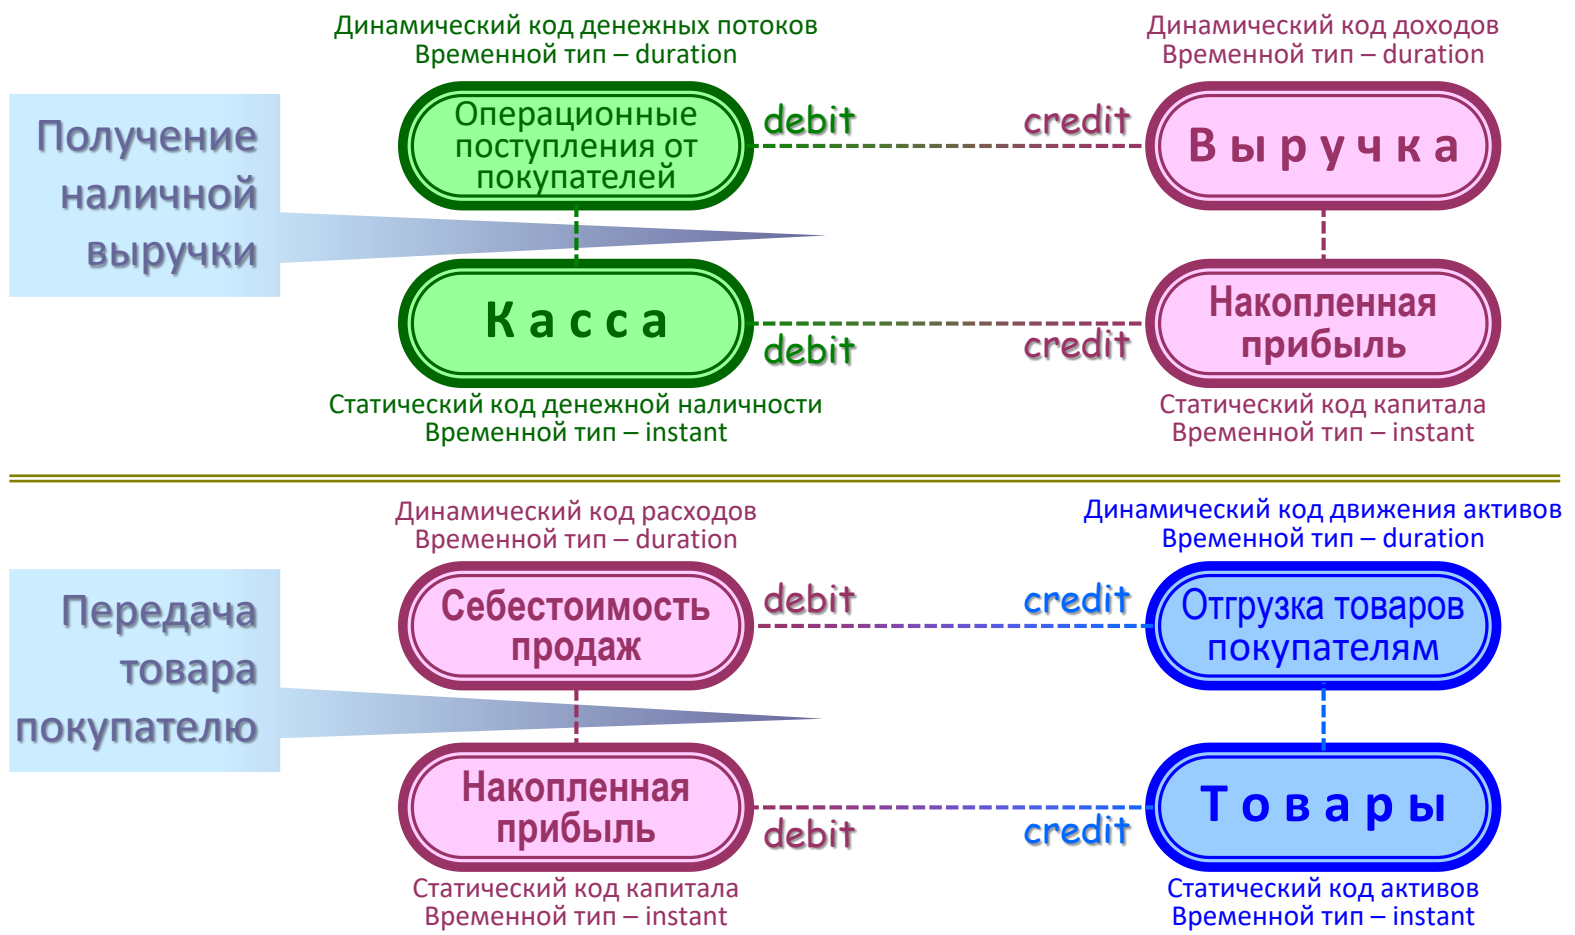 Динамический код денежных потоков
Временной тип – duration
Динамический код доходов
Временной тип – duration
Получение
наличной
выручки
Операционные
поступления от
покупателей
debit
credit
Выручка
Касса
debit
credit
Накопленная
прибыль
Статический код денежной наличности
Временной тип – instant
Статический код капитала
Временной тип – instant
Динамический код расходов
Временной тип – duration
Динамический код движения активов
Временной тип – duration
Передача
товара
покупателю
Себестоимость
продаж
debit
credit
Отгрузка товаров
покупателям
Накопленная
прибыль
debit
credit
Товары
Статический код капитала
Временной тип – instant
Статический код активов
Временной тип – instant